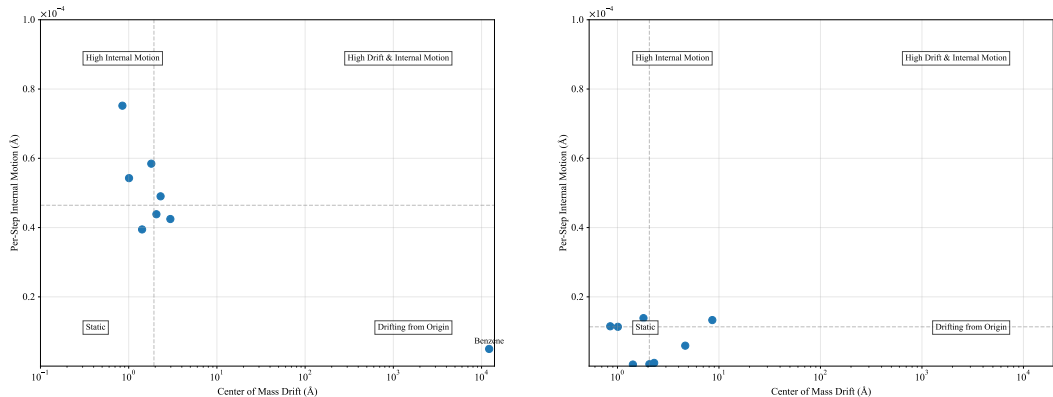 ×10⁻⁴
1.0
0.8
0.6
0.4
0.2
Per-Step Internal Motion (Å)
High Internal Motion
High Drift & Internal Motion
Static
Drifting from Origin
Benzene
10⁻¹ 10⁰ 10¹ 10² 10³ 10⁴
Center of Mass Drift (Å)
×10⁻⁴
1.0
0.8
0.6
0.4
0.2
Per-Step Internal Motion (Å)
High Internal Motion
High Drift & Internal Motion
Static
Drifting from Origin
10⁰ 10¹ 10² 10³ 10⁴
Center of Mass Drift (Å)